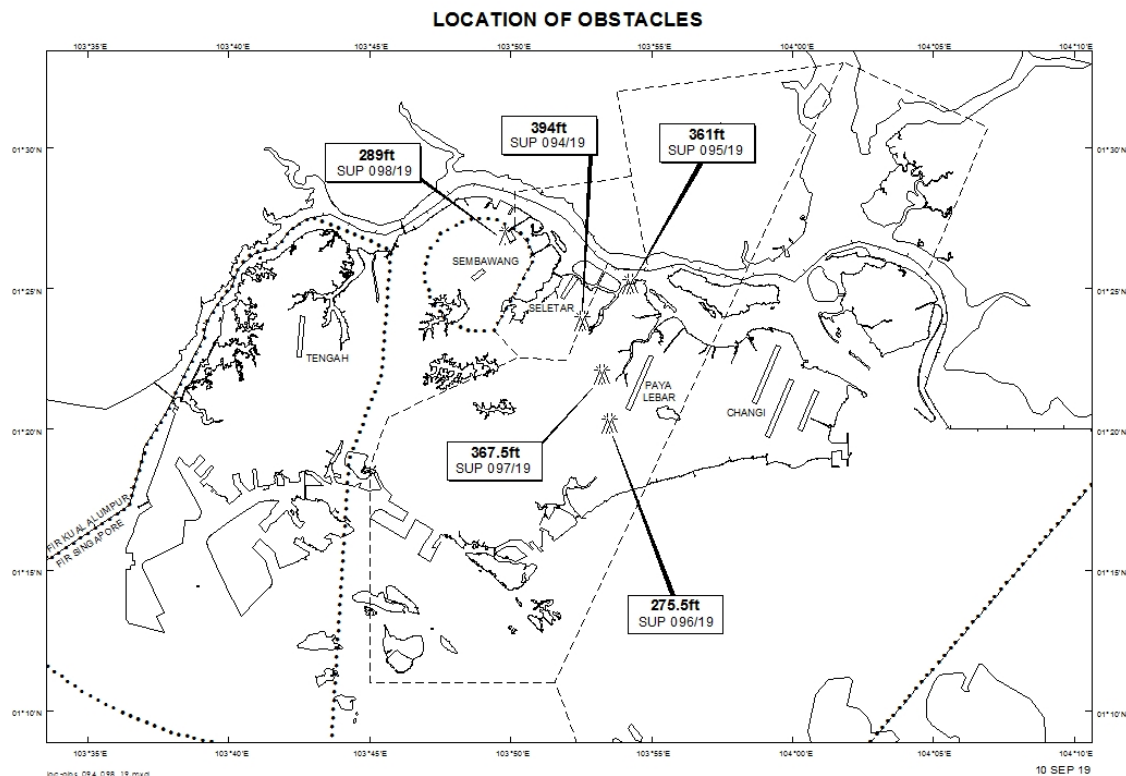 LOCATION OF OBSTACLES
103°35'E
103°40'E
103°45'E
103°50'E
103°55'E
104°00'E
104°05'E
104°10'E
01°30'N
01°30'N
394ft
SUP 094/19
361ft
SUP 095/19
289ft
SUP 098/19
SEMBAWANG
01°25'N
01°25'N
SELETAR
TENGAH
PAYA
LEBAR
CHANGI
01°20'N
01°20'N
367.5ft
SUP 097/19
FIR KUALA LUMPUR
FIR SINGAPORE
01°15'N
01°15'N
275.5ft
SUP 096/19
01°10'N
01°10'N
103°35'E
103°40'E
103°45'E
103°50'E
103°55'E
104°00'E
104°05'E
104°10'E
10 SEP 19